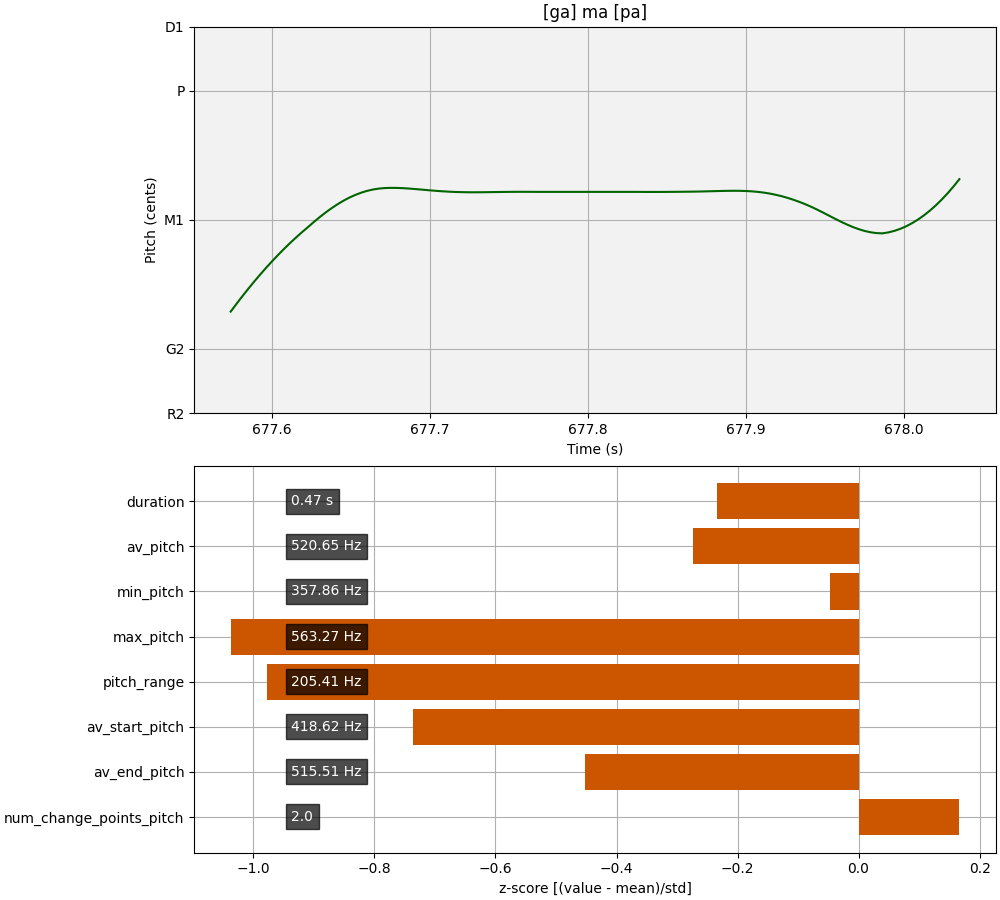 [ga] ma [pa]
D1
P
M1
G2
R2
Pitch (cents)
677.6 677.7 677.8 677.9 678.0
Time (s)
duration 0.47 s
av_pitch 520.65 Hz
min_pitch 357.86 Hz
max_pitch 563.27 Hz
pitch_range 205.41 Hz
av_start_pitch 418.62 Hz
av_end_pitch 515.51 Hz
num_change_points_pitch 2.0
−1.0 −0.8 −0.6 −0.4 −0.2 0.0 0.2
z-score [(value - mean)/std]